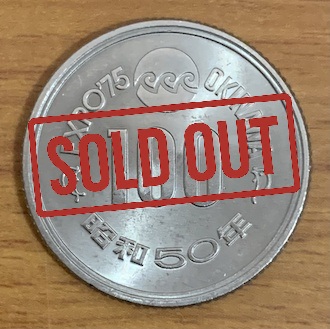 EXPO'75 OKINAWA
SOLD OUT
100
昭和50年